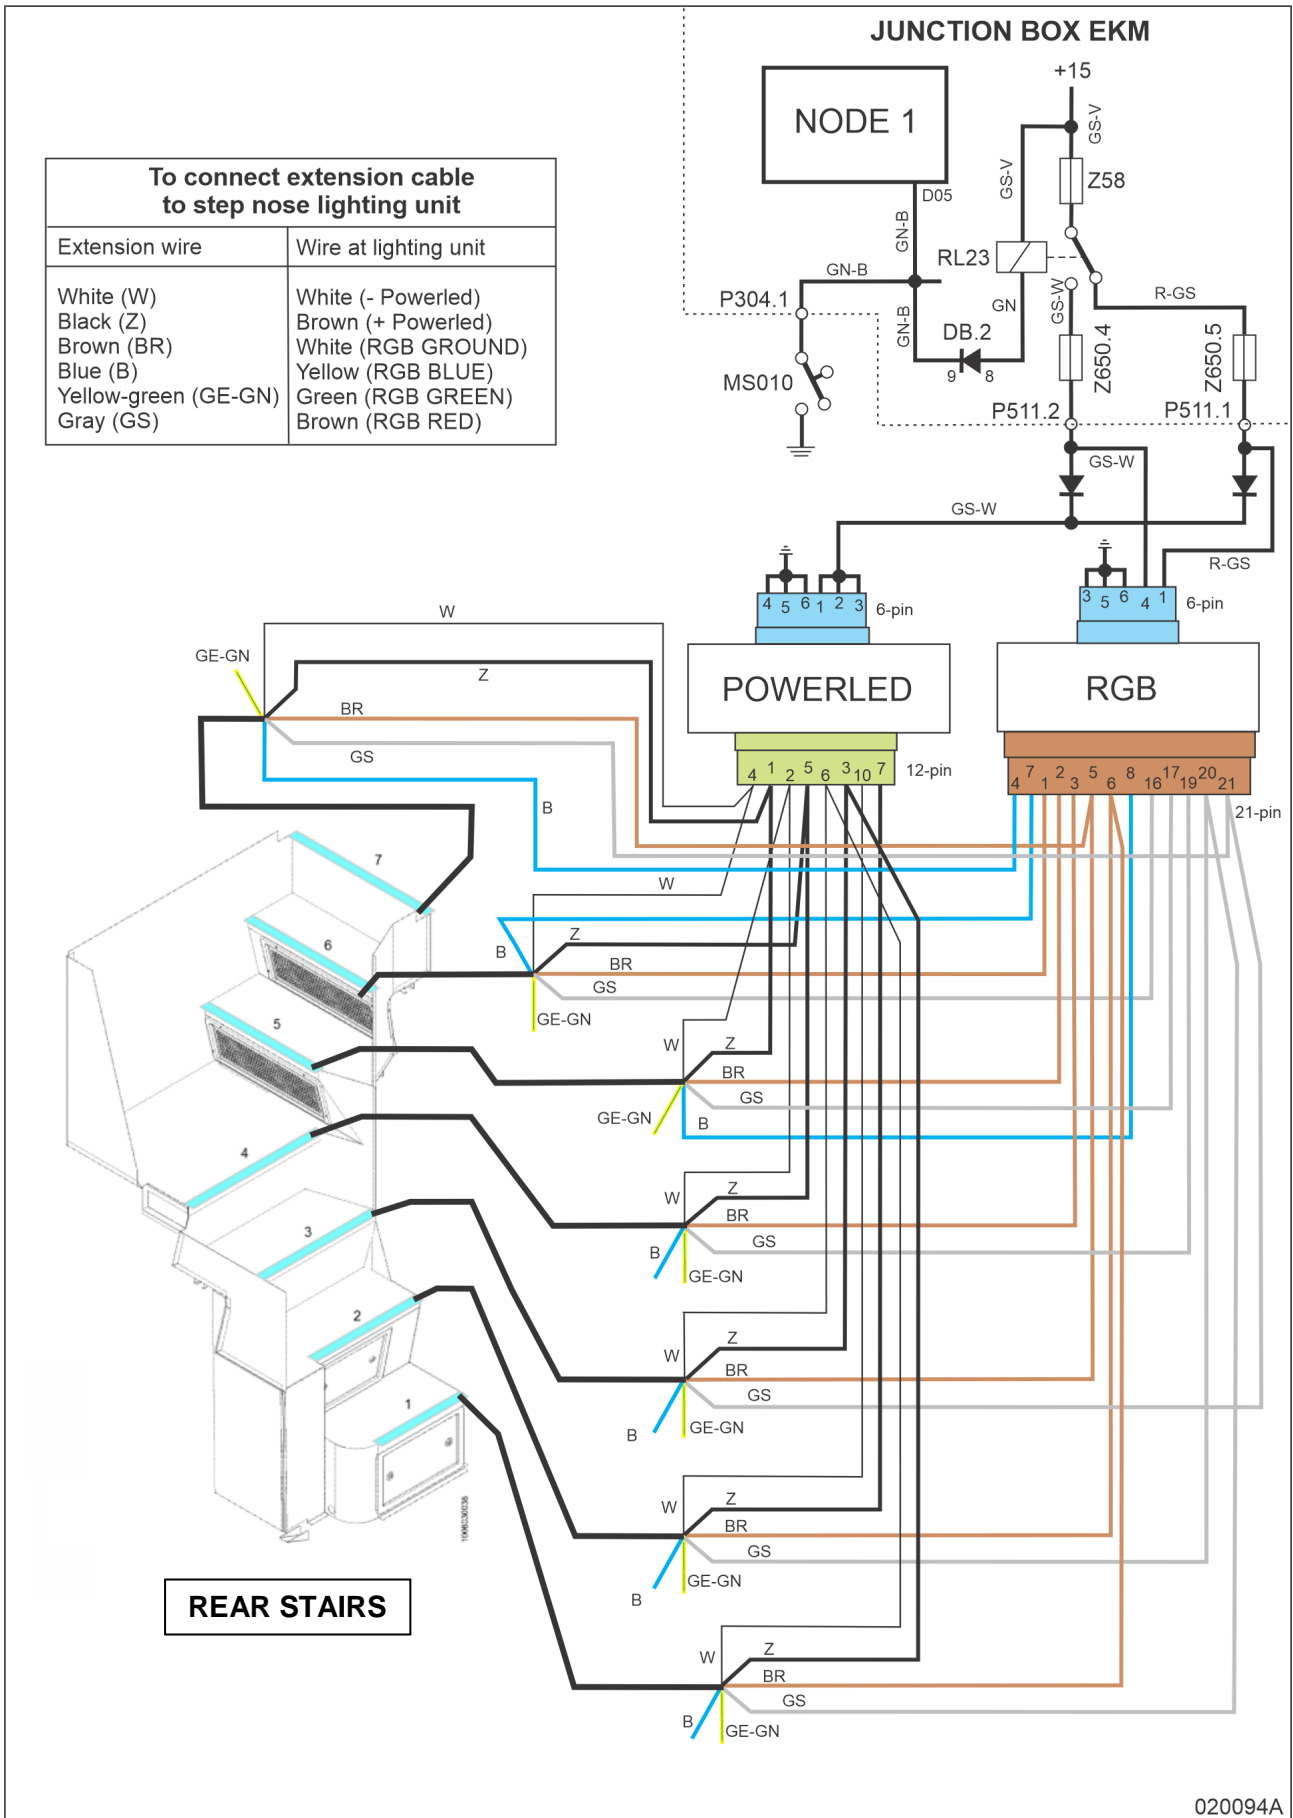 JUNCTION BOX EKM
+15
NODE 1
D05
GS-V
GS-V
Z58
GN-B
RL23
GN-B
GN
GS-W
R-GS
P304.1
GN-B
DB.2
9 8
Z650.4
Z650.5
MS010
P511.2
P511.1
GS-W
GS-W
R-GS
To connect extension cable
to step nose lighting unit
Extension wire Wire at lighting unit
White (W) White (- Powerled)
Black (Z) Brown (+ Powerled)
Brown (BR) White (RGB GROUND)
Blue (B) Yellow (RGB BLUE)
Yellow-green (GE-GN) Green (RGB GREEN)
Gray (GS) Brown (RGB RED)
4 5 6 1 2 3 6-pin
3 5 6 4 1 6-pin
POWERLED
RGB
4 1 2 5 6 3 10 7 12-pin
4 7 1 2 3 5 6 8 16 17 19 20 21 21-pin
W
GE-GN
Z
BR
GS
B
W
Z
B
BR
GS
GE-GN
W
Z
BR
GS
GE-GN
B
W
Z
BR
GS
B
GE-GN
W
Z
BR
GS
B
GE-GN
W
Z
BR
GS
B
GE-GN
W
Z
BR
GS
B
GE-GN
7
6
5
4
3
2
1
1006030036
REAR STAIRS
020094A